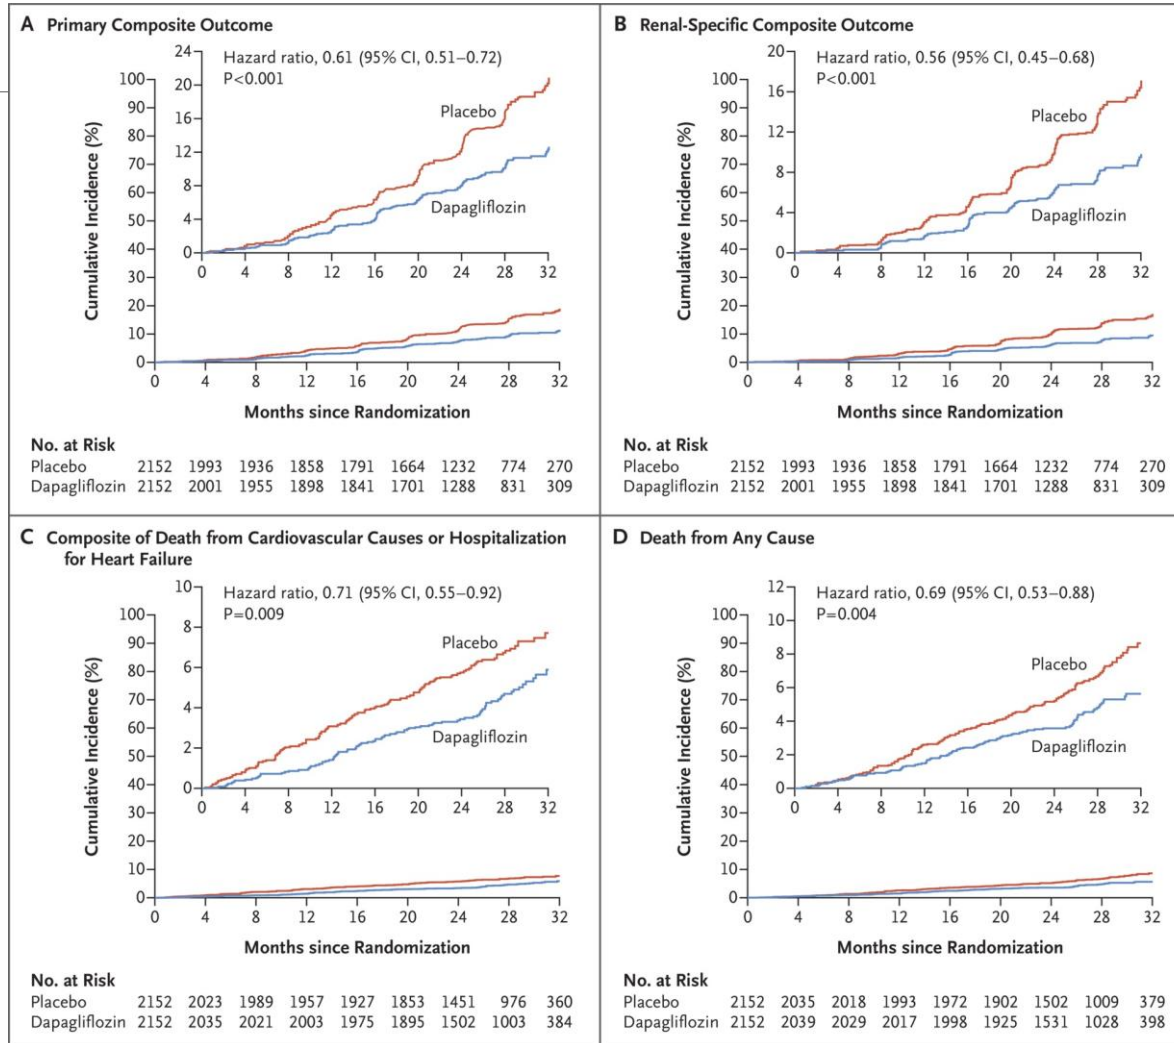 A Primary Composite Outcome
Hazard ratio, 0.61 (95% CI, 0.51–0.72)
P<0.001
24
20
16
12
8
4
0
0 4 8 12 16 20 24 28 32
Placebo
Dapagliflozin
Cumulative Incidence (%)
100
90
80
70
60
50
40
30
20
10
0
0 4 8 12 16 20 24 28 32
Months since Randomization
No. at Risk
Placebo 2152 1993 1936 1858 1791 1664 1232 774 270
Dapagliflozin 2152 2001 1955 1898 1841 1701 1288 831 309
B Renal-Specific Composite Outcome
Hazard ratio, 0.56 (95% CI, 0.45–0.68)
P<0.001
20
16
12
8
4
0
0 4 8 12 16 20 24 28 32
Placebo
Dapagliflozin
Cumulative Incidence (%)
100
90
80
70
60
50
40
30
20
10
0
0 4 8 12 16 20 24 28 32
Months since Randomization
No. at Risk
Placebo 2152 1993 1936 1858 1791 1664 1232 774 270
Dapagliflozin 2152 2001 1955 1898 1841 1701 1288 831 309
C Composite of Death from Cardiovascular Causes or Hospitalization
for Heart Failure
Hazard ratio, 0.71 (95% CI, 0.55–0.92)
P=0.009
10
8
6
4
2
0
0 4 8 12 16 20 24 28 32
Placebo
Dapagliflozin
Cumulative Incidence (%)
100
90
80
70
60
50
40
30
20
10
0
0 4 8 12 16 20 24 28 32
Months since Randomization
No. at Risk
Placebo 2152 2023 1989 1957 1927 1853 1451 976 360
Dapagliflozin 2152 2035 2021 2003 1975 1895 1502 1003 384
D Death from Any Cause
Hazard ratio, 0.69 (95% CI, 0.53–0.88)
P=0.004
12
10
8
6
4
2
0
0 4 8 12 16 20 24 28 32
Placebo
Dapagliflozin
Cumulative Incidence (%)
100
90
80
70
60
50
40
30
20
10
0
0 4 8 12 16 20 24 28 32
Months since Randomization
No. at Risk
Placebo 2152 2035 2018 1993 1972 1902 1502 1009 379
Dapagliflozin 2152 2039 2029 2017 1998 1925 1531 1028 398